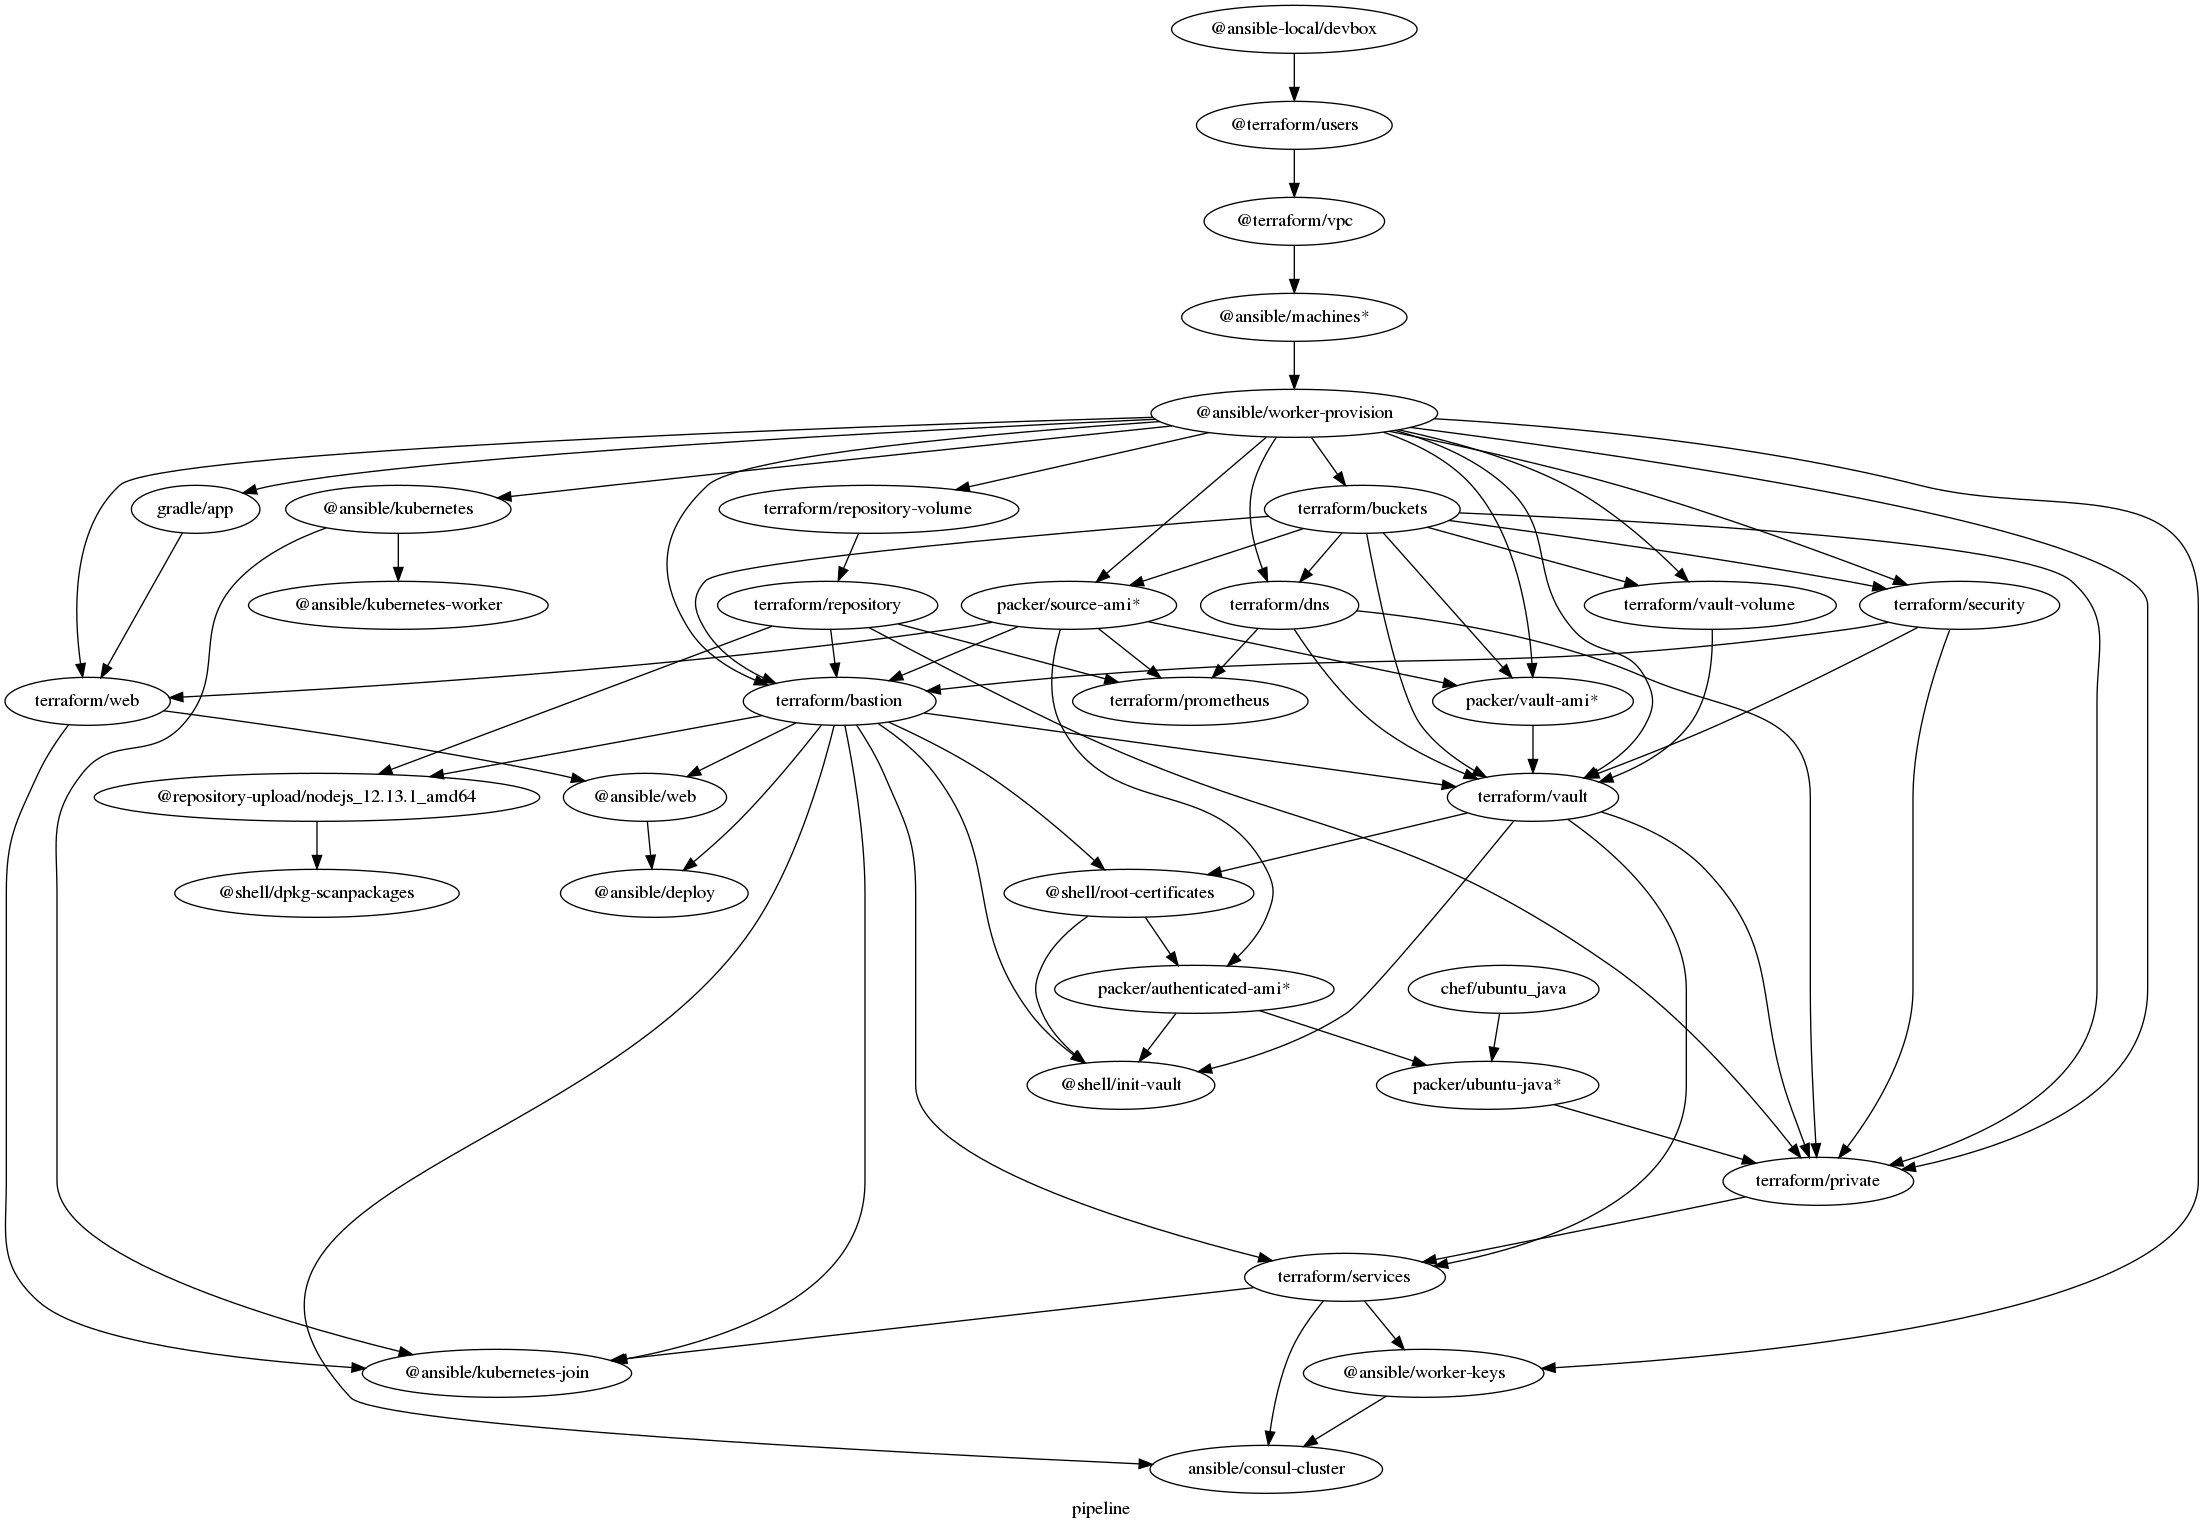 @ansible-local/devbox
@terraform/users
@terraform/vpc
@ansible/machines*
@ansible/worker-provision
gradle/app
@ansible/kubernetes
terraform/repository-volume
terraform/buckets
@ansible/kubernetes-worker
terraform/repository
packer/source-ami*
terraform/dns
terraform/vault-volume
terraform/security
terraform/web
terraform/bastion
terraform/prometheus
packer/vault-ami*
@repository-upload/nodejs_12.13.1_amd64
@ansible/web
terraform/vault
@shell/dpkg-scanpackages
@ansible/deploy
@shell/root-certificates
packer/authenticated-ami*
chef/ubuntu_java
@shell/init-vault
packer/ubuntu-java*
terraform/private
terraform/services
@ansible/kubernetes-join
@ansible/worker-keys
ansible/consul-cluster
pipeline